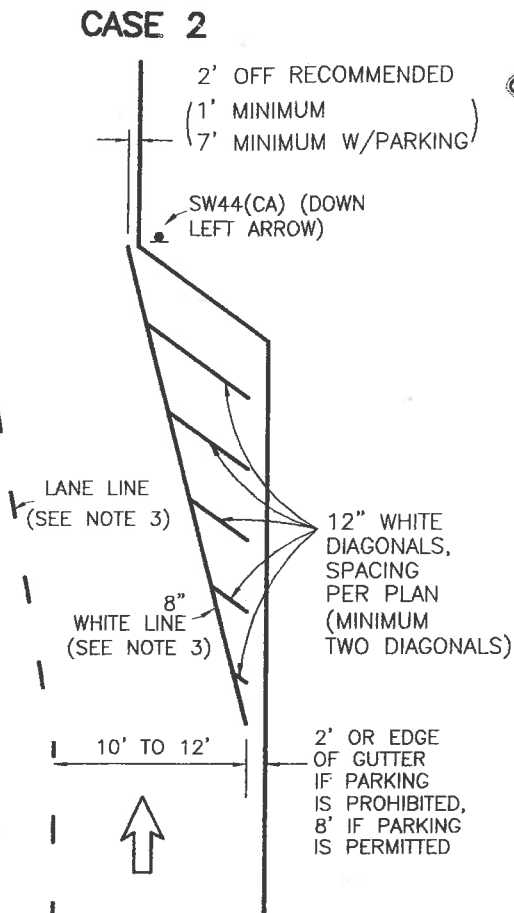 CASE 2
2' OFF RECOMMENDED
(1' MINIMUM
7' MINIMUM W/PARKING)
SW44(CA) (DOWN
LEFT ARROW)
LANE LINE
(SEE NOTE 3)
12" WHITE
DIAGONALS,
SPACING
PER PLAN
(MINIMUM
TWO DIAGONALS)
8"
WHITE LINE
(SEE NOTE 3)
10' TO 12'
2' OR EDGE
OF GUTTER
IF PARKING
IS PROHIBITED,
8' IF PARKING
IS PERMITTED